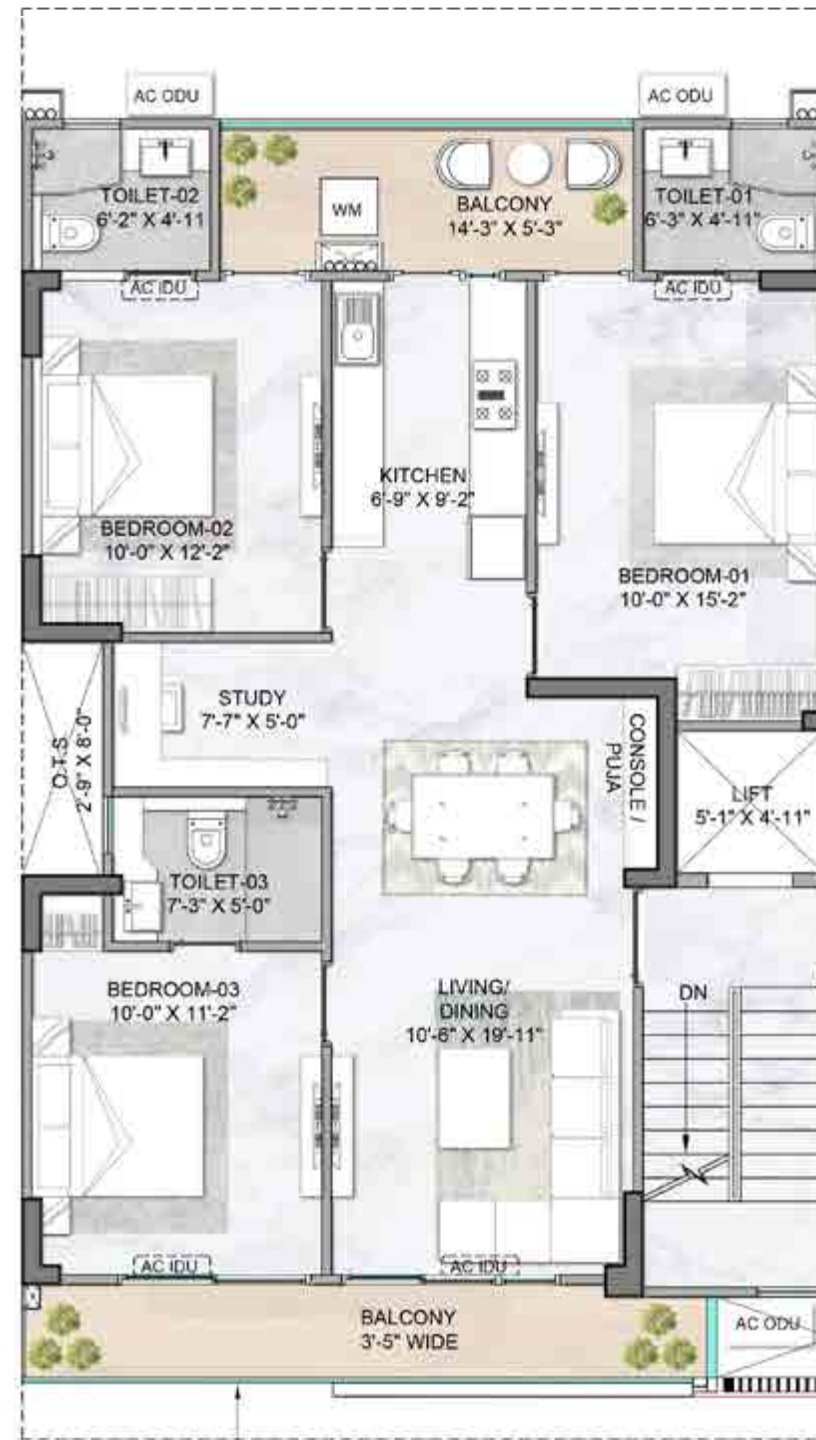 AC ODU
AC ODU
TOILET-02
6'-2" X 4'-11
WM
BALCONY
14'-3" X 5'-3"
TOILET-01
6'-3" X 4'-11"
AC IDU
AC IDU
KITCHEN
6'-9" X 9'-2"
BEDROOM-02
10'-0" X 12'-2"
BEDROOM-01
10'-0" X 15'-2"
STUDY
7'-7" X 5'-0"
O.T.S
2'-9" X 8'-0"
CONSOLE /
PUJA
LIFT
5'-1" X 4'-11"
TOILET-03
7'-3" X 5'-0"
BEDROOM-03
10'-0" X 11'-2"
LIVING/
DINING
10'-6" X 19'-11"
DN
AC IDU
AC IDU
BALCONY
3'-5" WIDE
AC ODU